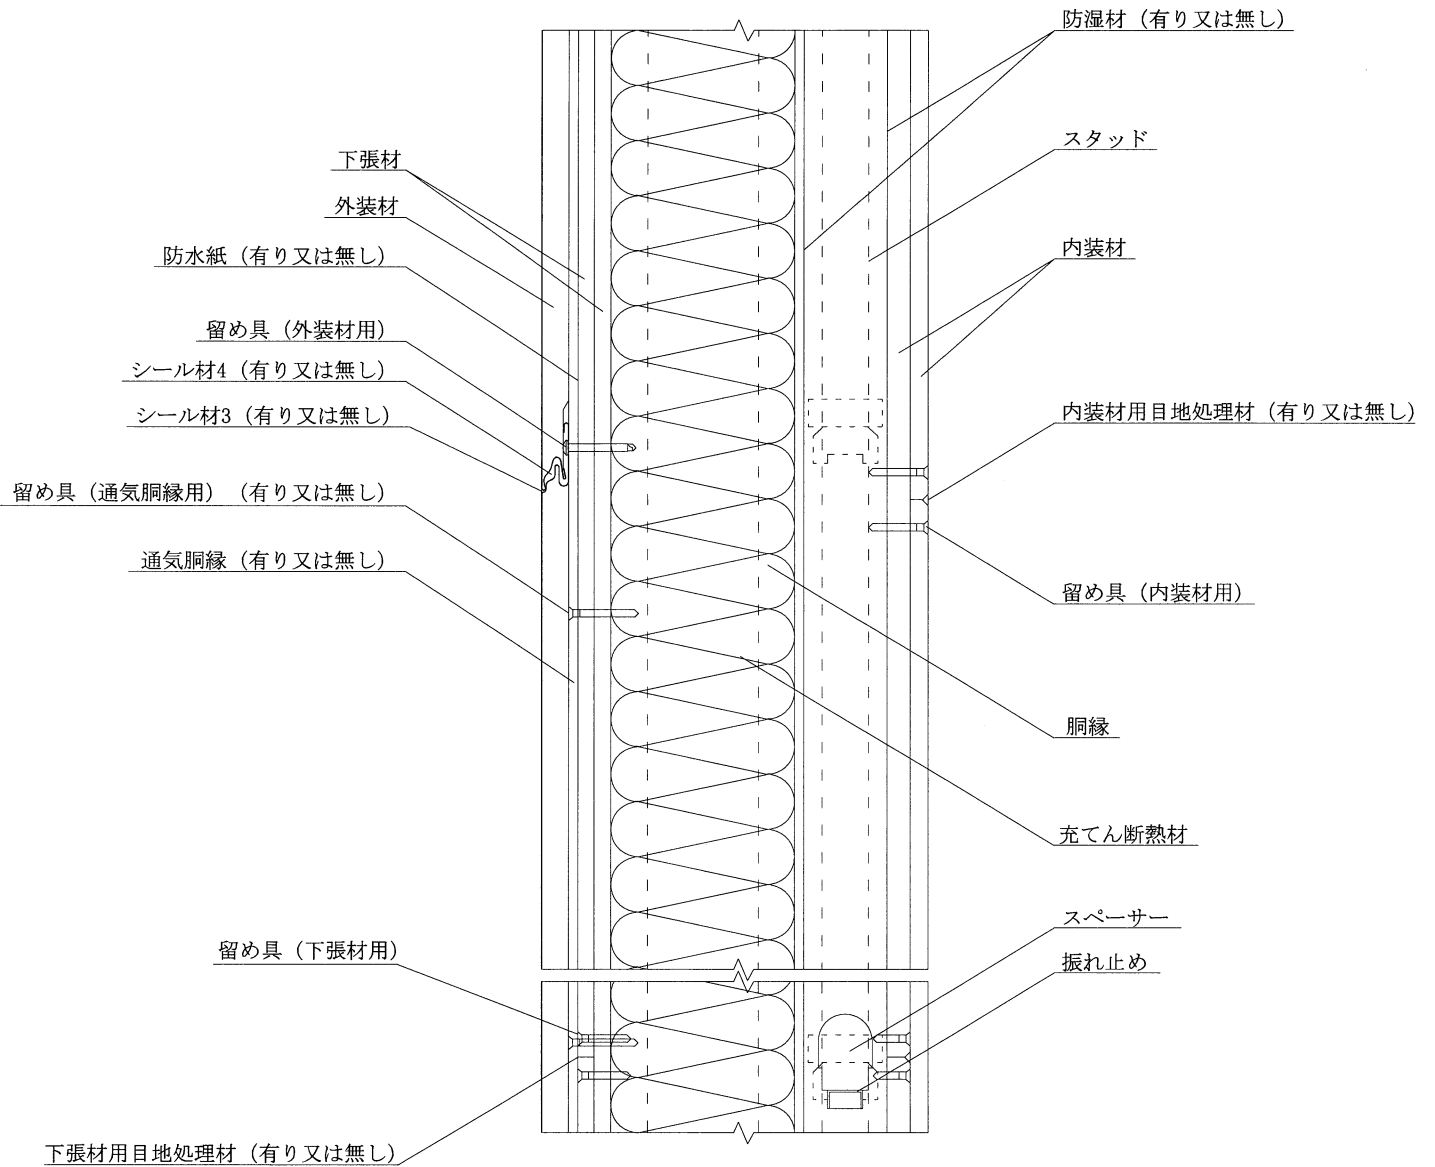 防湿材（有り又は無し）
スタッド
下張材
外装材
防水紙（有り又は無し）
内装材
留め具（外装材用）
シール材4（有り又は無し）
シール材3（有り又は無し）
内装材用目地処理材（有り又は無し）
留め具（通気胴縁用）（有り又は無し）
通気胴縁（有り又は無し）
留め具（内装材用）
胴縁
充てん断熱材
スペーサー
留め具（下張材用）
振れ止め
下張材用目地処理材（有り又は無し）